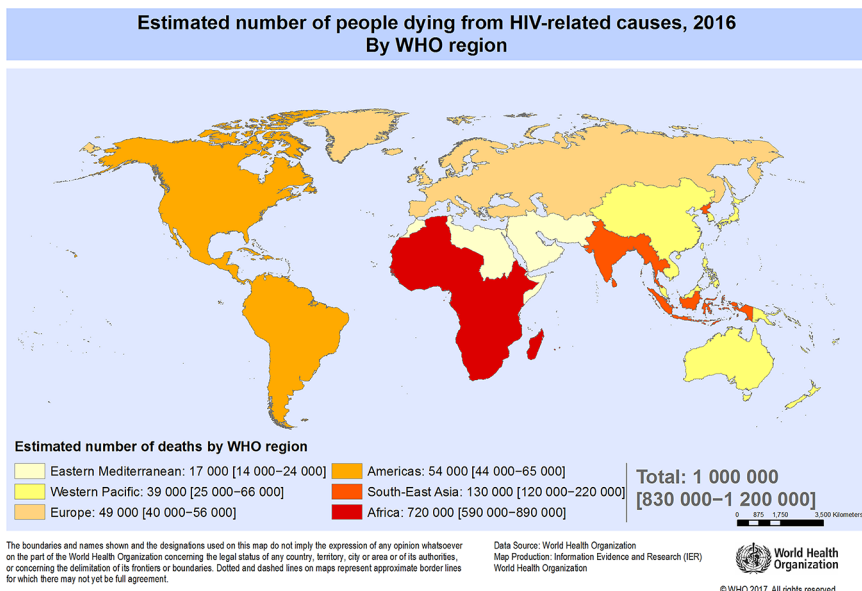 Estimated number of people dying from HIV-related causes, 2016
By WHO region
Estimated number of deaths by WHO region
Eastern Mediterranean: 17 000 [14 000–24 000]
Western Pacific: 39 000 [25 000–66 000]
Europe: 49 000 [40 000–56 000]
Americas: 54 000 [44 000–65 000]
South-East Asia: 130 000 [120 000–220 000]
Africa: 720 000 [590 000–890 000]
Total: 1 000 000
[830 000–1 200 000]
0 875 1,750 3,500 Kilometers
The boundaries and names shown and the designations used on this map do not imply the expression of any opinion whatsoever
on the part of the World Health Organization concerning the legal status of any country, territory, city or area or of its authorities,
or concerning the delimitation of its frontiers or boundaries. Dotted and dashed lines on maps represent approximate border lines
for which there may not yet be full agreement.
Data Source: World Health Organization
Map Production: Information Evidence and Research (IER)
World Health Organization
World Health
Organization
© WHO 2017. All rights reserved.